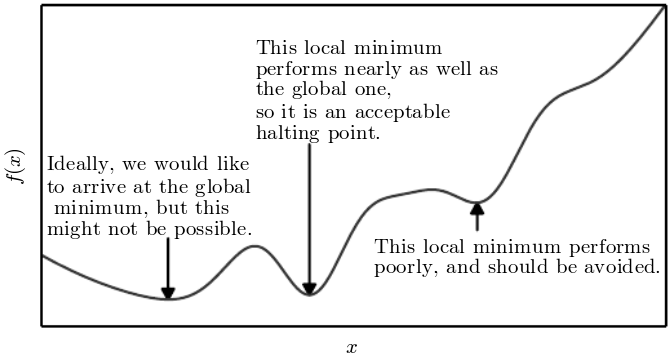 This local minimum
performs nearly as well as
the global one,
so it is an acceptable
halting point.
Ideally, we would like
to arrive at the global
minimum, but this
might not be possible.
This local minimum performs
poorly, and should be avoided.
f(x)
x